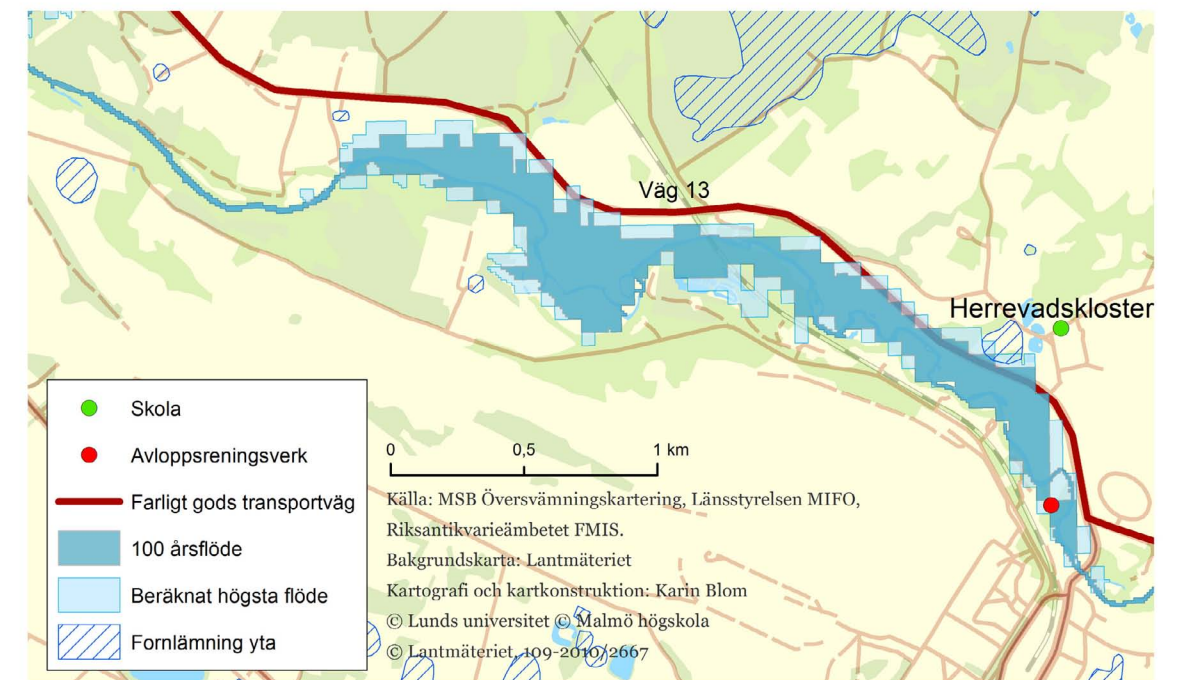 Väg 13
Herrevadskloster
Skola
Avloppsreningsverk
Farligt gods transportväg
100 årsflöde
Beräknat högsta flöde
Fornlämning yta
0 0,5 1 km
Källa: MSB Översvämningskartering, Länsstyrelsen MIFO,
Riksantikvarieämbetet FMIS.
Bakgrundskarta: Lantmäteriet
Kartografi och kartkonstruktion: Karin Blom
© Lunds universitet © Malmö högskola
© Lantmäteriet, 109-2010/2667